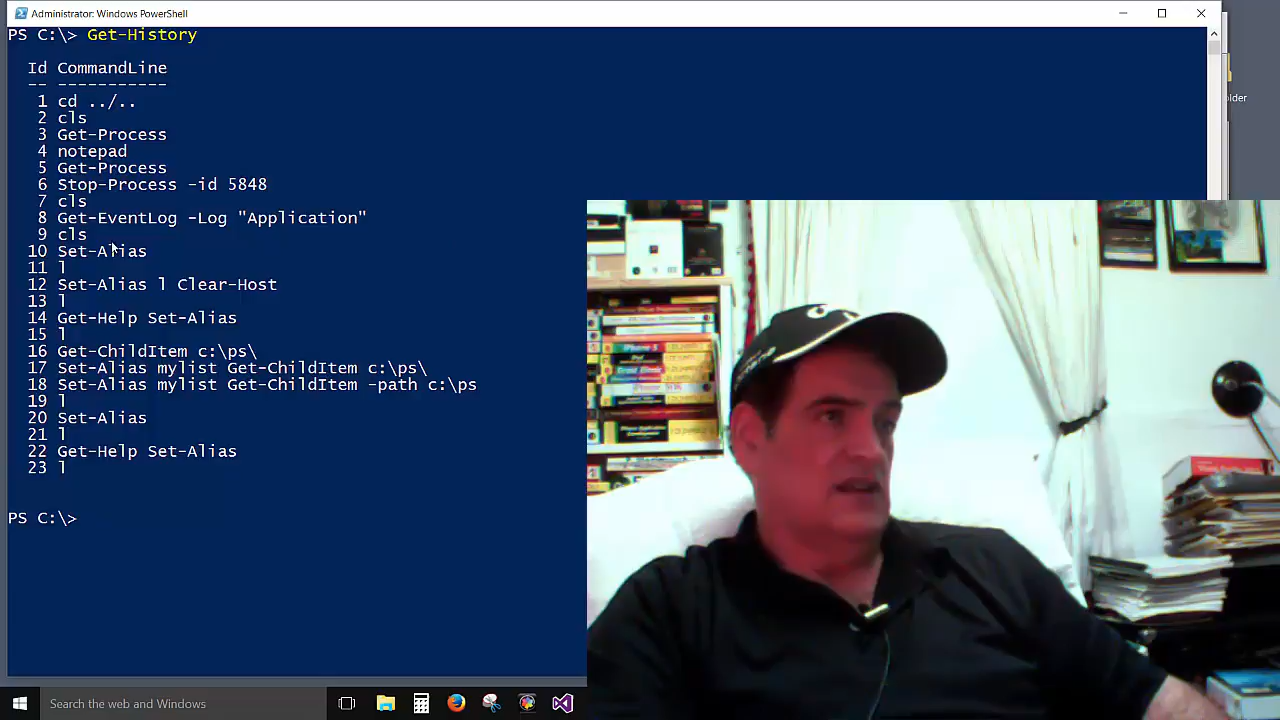 Administrator: Windows PowerShell
PS C:\> Get-History
Id CommandLine
-- -----------
1 cd ../..
2 cls
3 Get-Process
4 notepad
5 Get-Process
6 Stop-Process -id 5848
7 cls
8 Get-EventLog -Log "Application"
9 cls
10 Set-Alias
11 l
12 Set-Alias l Clear-Host
13 l
14 Get-Help Set-Alias
15 l
16 Get-ChildItem c:\ps\
17 Set-Alias mylist Get-ChildItem c:\ps\
18 Set-Alias mylist Get-ChildItem -path c:\ps
19 l
20 Set-Alias
21 l
22 Get-Help Set-Alias
23 l
PS C:\>
older
Search the web and Windows